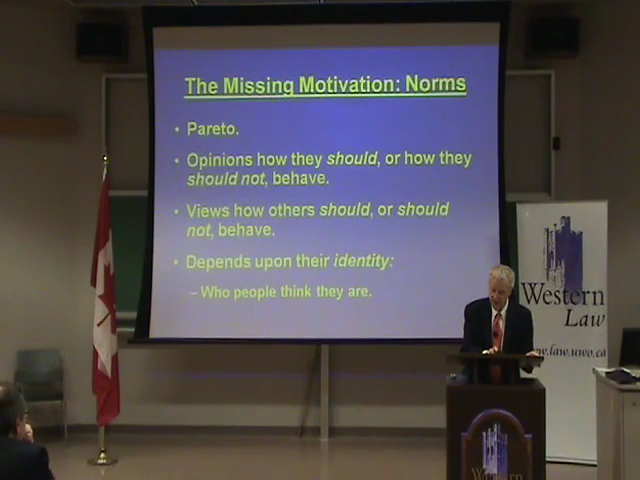 The Missing Motivation: Norms
• Pareto.
• Opinions how they should, or how they
should not, behave.
• Views how others should, or should
not, behave.
• Depends upon their identity:
– Who people think they are.
Western
Law
w.law.uwo.ca
Western